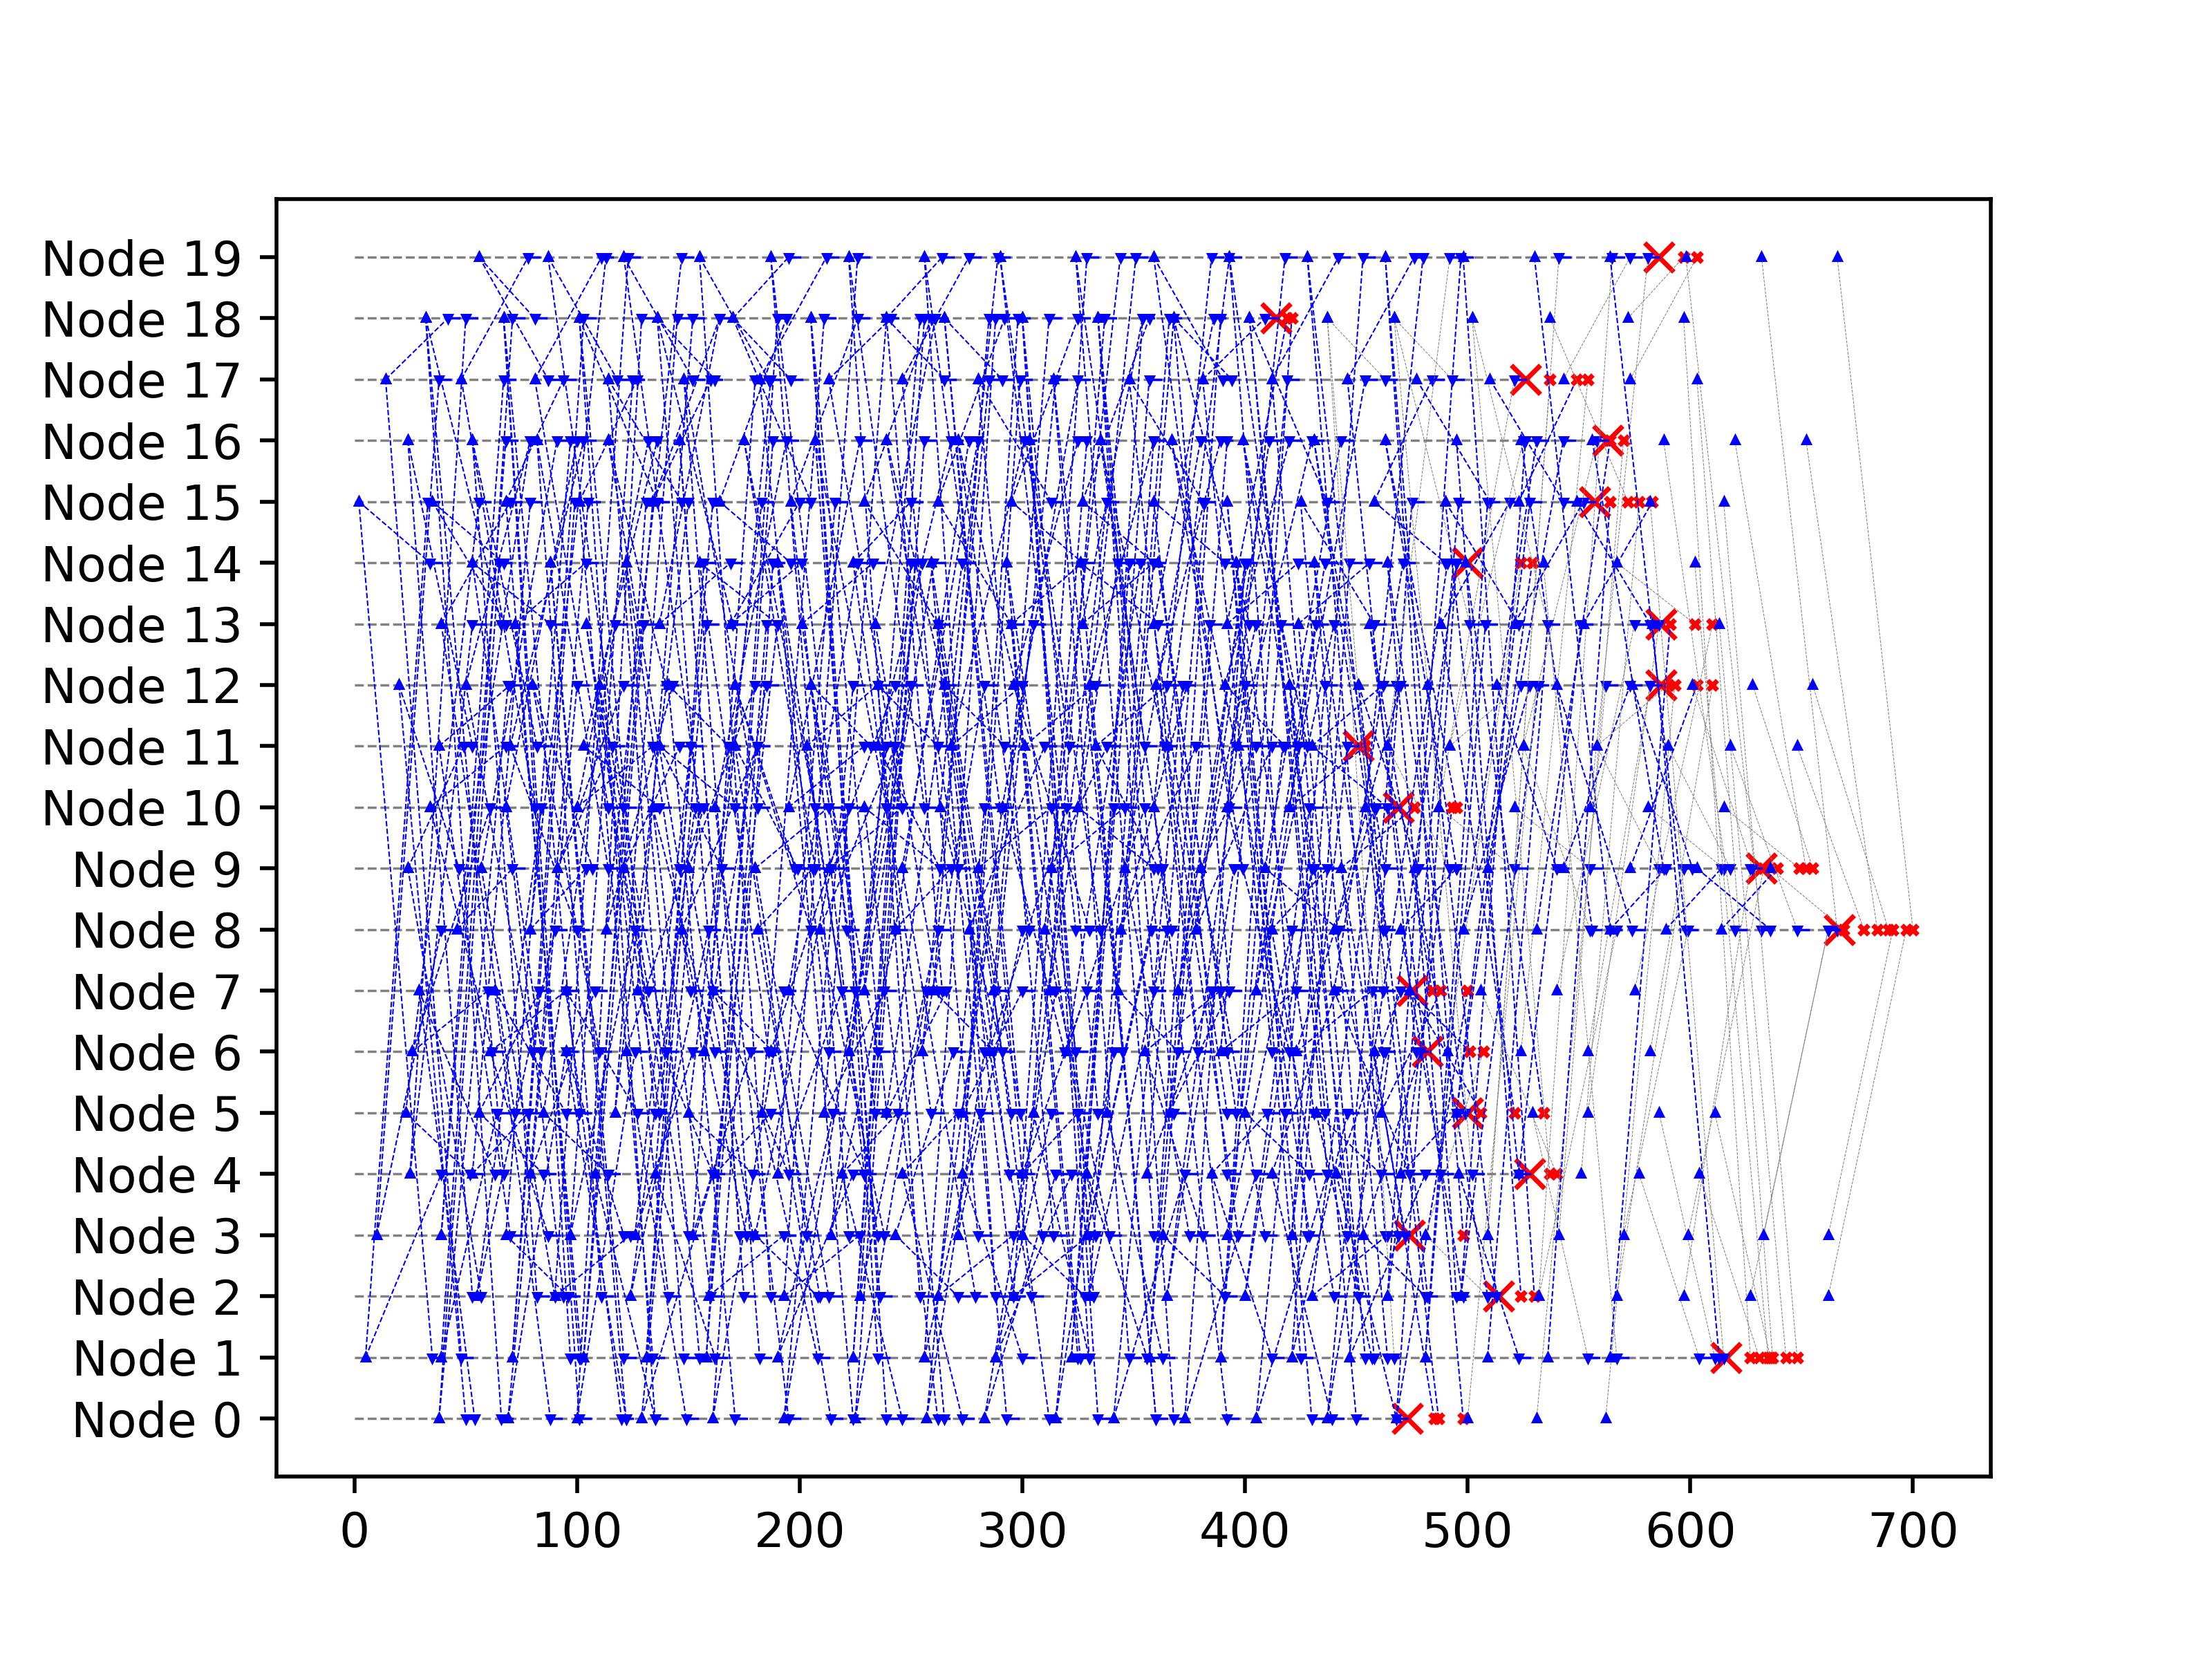 Node 19
Node 18
Node 17
Node 16
Node 15
Node 14
Node 13
Node 12
Node 11
Node 10
Node 9
Node 8
Node 7
Node 6
Node 5
Node 4
Node 3
Node 2
Node 1
Node 0
0 100 200 300 400 500 600 700